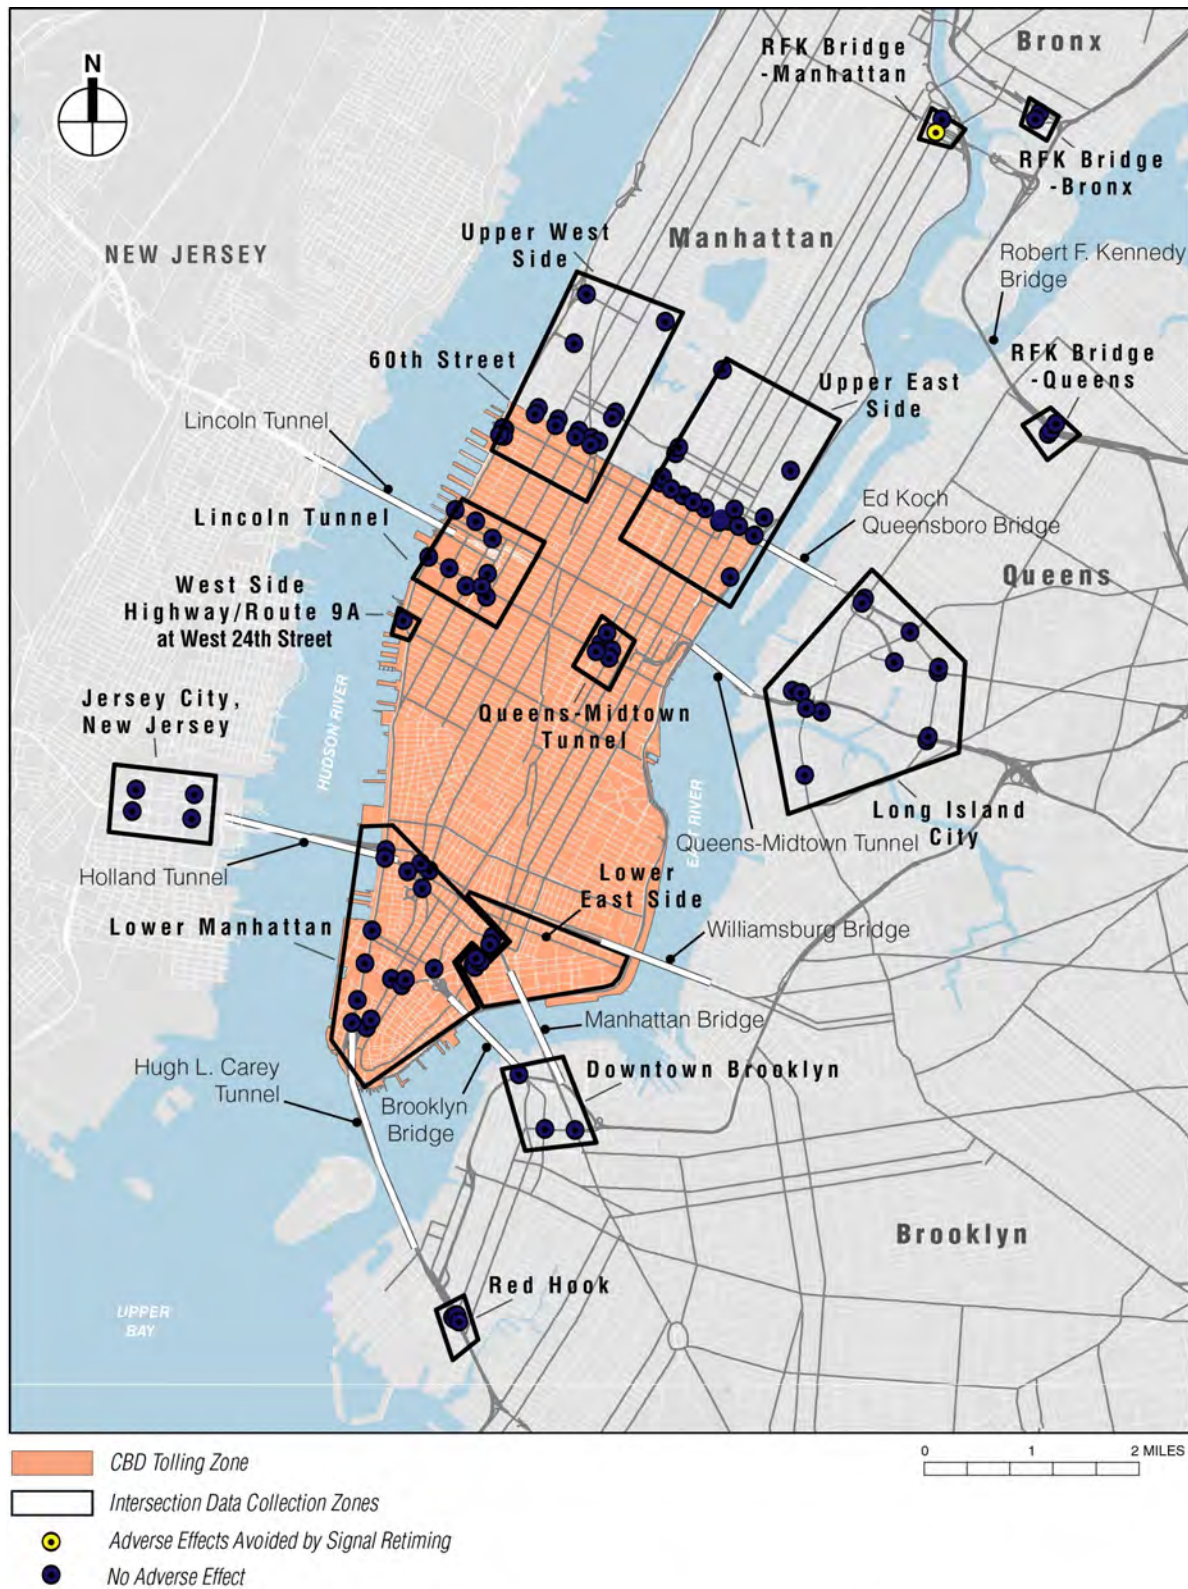 N
RFK Bridge
-Manhattan
Bronx
RFK Bridge
-Bronx
NEW JERSEY
Upper West
Side
Manhattan
Robert F. Kennedy
Bridge
60th Street
RFK Bridge
-Queens
Upper East
Side
Lincoln Tunnel
Ed Koch
Queensboro Bridge
Lincoln Tunnel
Queens
West Side
Highway/Route 9A
at West 24th Street
HUDSON RIVER
Jersey City,
New Jersey
Queens-Midtown
Tunnel
EAST RIVER
Long Island
City
Queens-Midtown Tunnel
Holland Tunnel
Lower
East Side
Lower Manhattan
Williamsburg Bridge
Manhattan Bridge
Hugh L. Carey
Tunnel
Brooklyn
Bridge
Downtown Brooklyn
Brooklyn
Red Hook
UPPER
BAY
CBD Tolling Zone
0 1 2 MILES
Intersection Data Collection Zones
Adverse Effects Avoided by Signal Retiming
No Adverse Effect